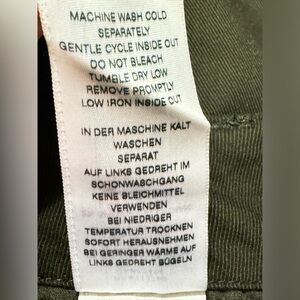 MACHINE WASH COLD
SEPARATELY
GENTLE CYCLE INSIDE OUT
DO NOT BLEACH
TUMBLE DRY LOW
REMOVE PROMPTLY
LOW IRON INSIDE OUT
IN DER MASCHINE KALT
WASCHEN
SEPARAT
AUF LINKS GEDREHT IM
SCHONWASCHGANG
KEINE BLEICHMITTEL
VERWENDEN
BEI NIEDRIGER
TEMPERATUR TROCKNEN
SOFORT HERAUSNEHMEN
BEI GERINGER WÄRME AUF
LINKS GEDREHT BÜGELN